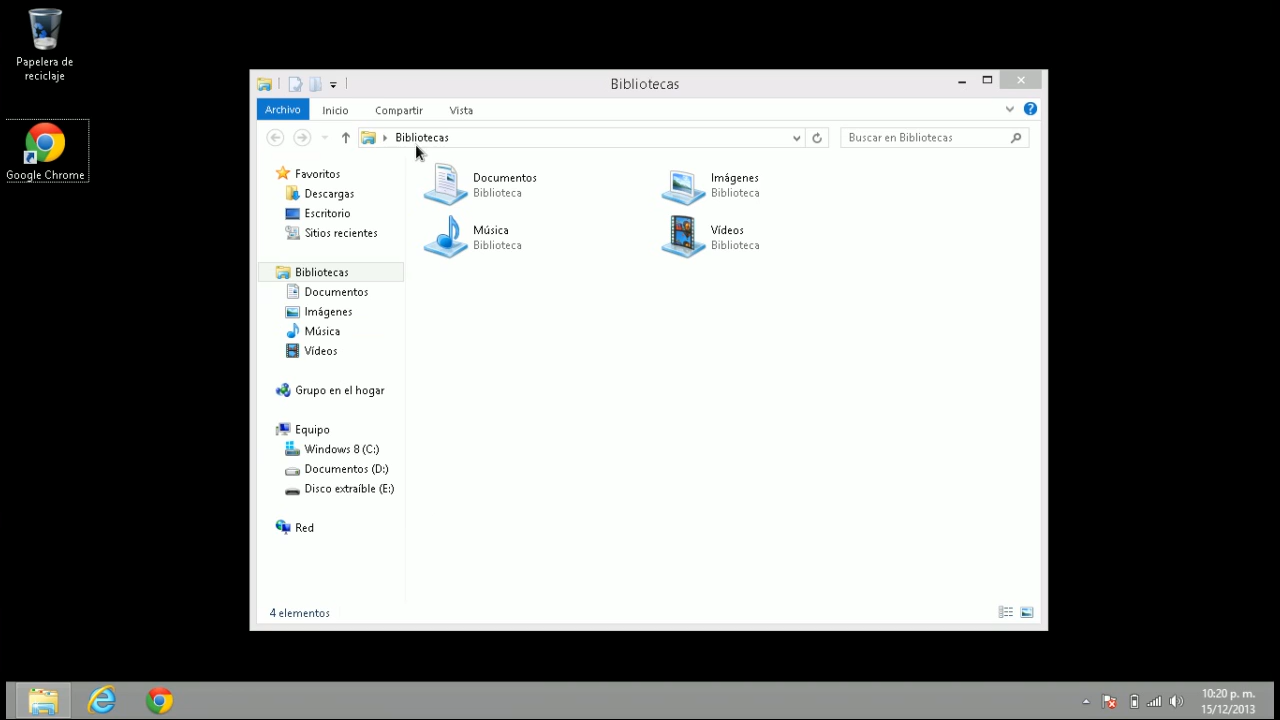 Papelera de
reciclaje
Google Chrome
Bibliotecas
Archivo
Inicio
Compartir
Vista
Bibliotecas
Buscar en Bibliotecas
Favoritos
Descargas
Escritorio
Sitios recientes
Bibliotecas
Documentos
Imágenes
Música
Vídeos
Grupo en el hogar
Equipo
Windows 8 (C:)
Documentos (D:)
Disco extraíble (E:)
Red
Documentos
Biblioteca
Imágenes
Biblioteca
Música
Biblioteca
Vídeos
Biblioteca
4 elementos
10:20 p. m.
15/12/2013